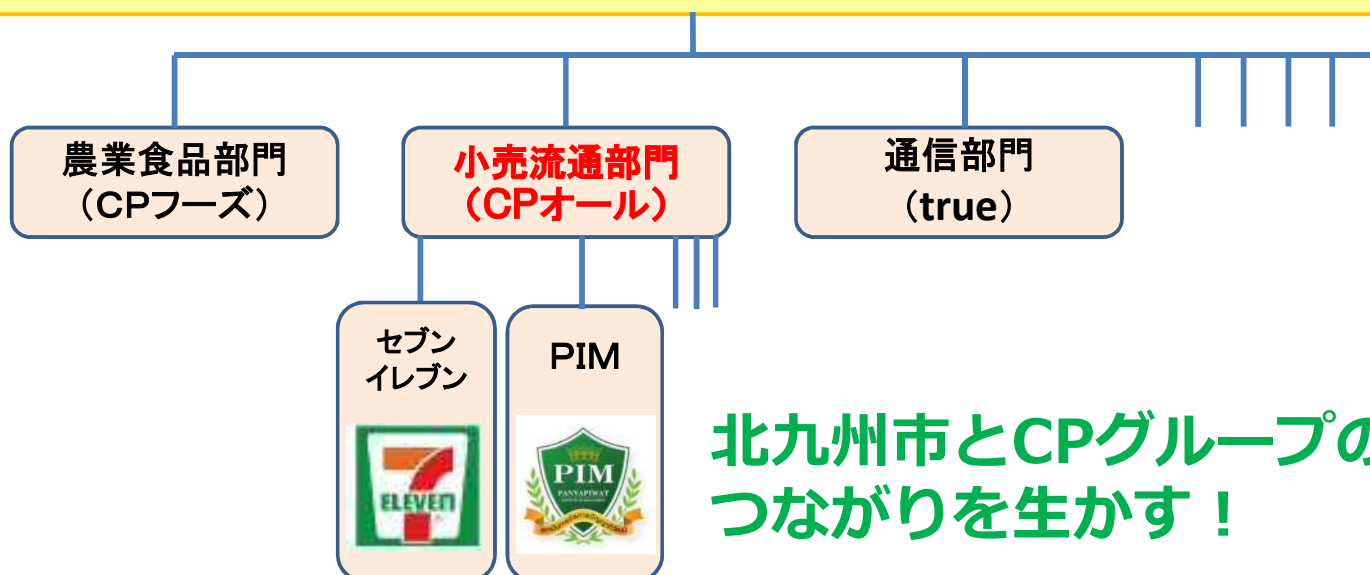 農業食品部門
（CPフーズ）
小売流通部門
（CPオール）
通信部門
（true）
セブン
イレブン
PIM
7
ELEVEN
PIM
PANYAPIWAT
北九州市とCPグループの
つながりを生かす！